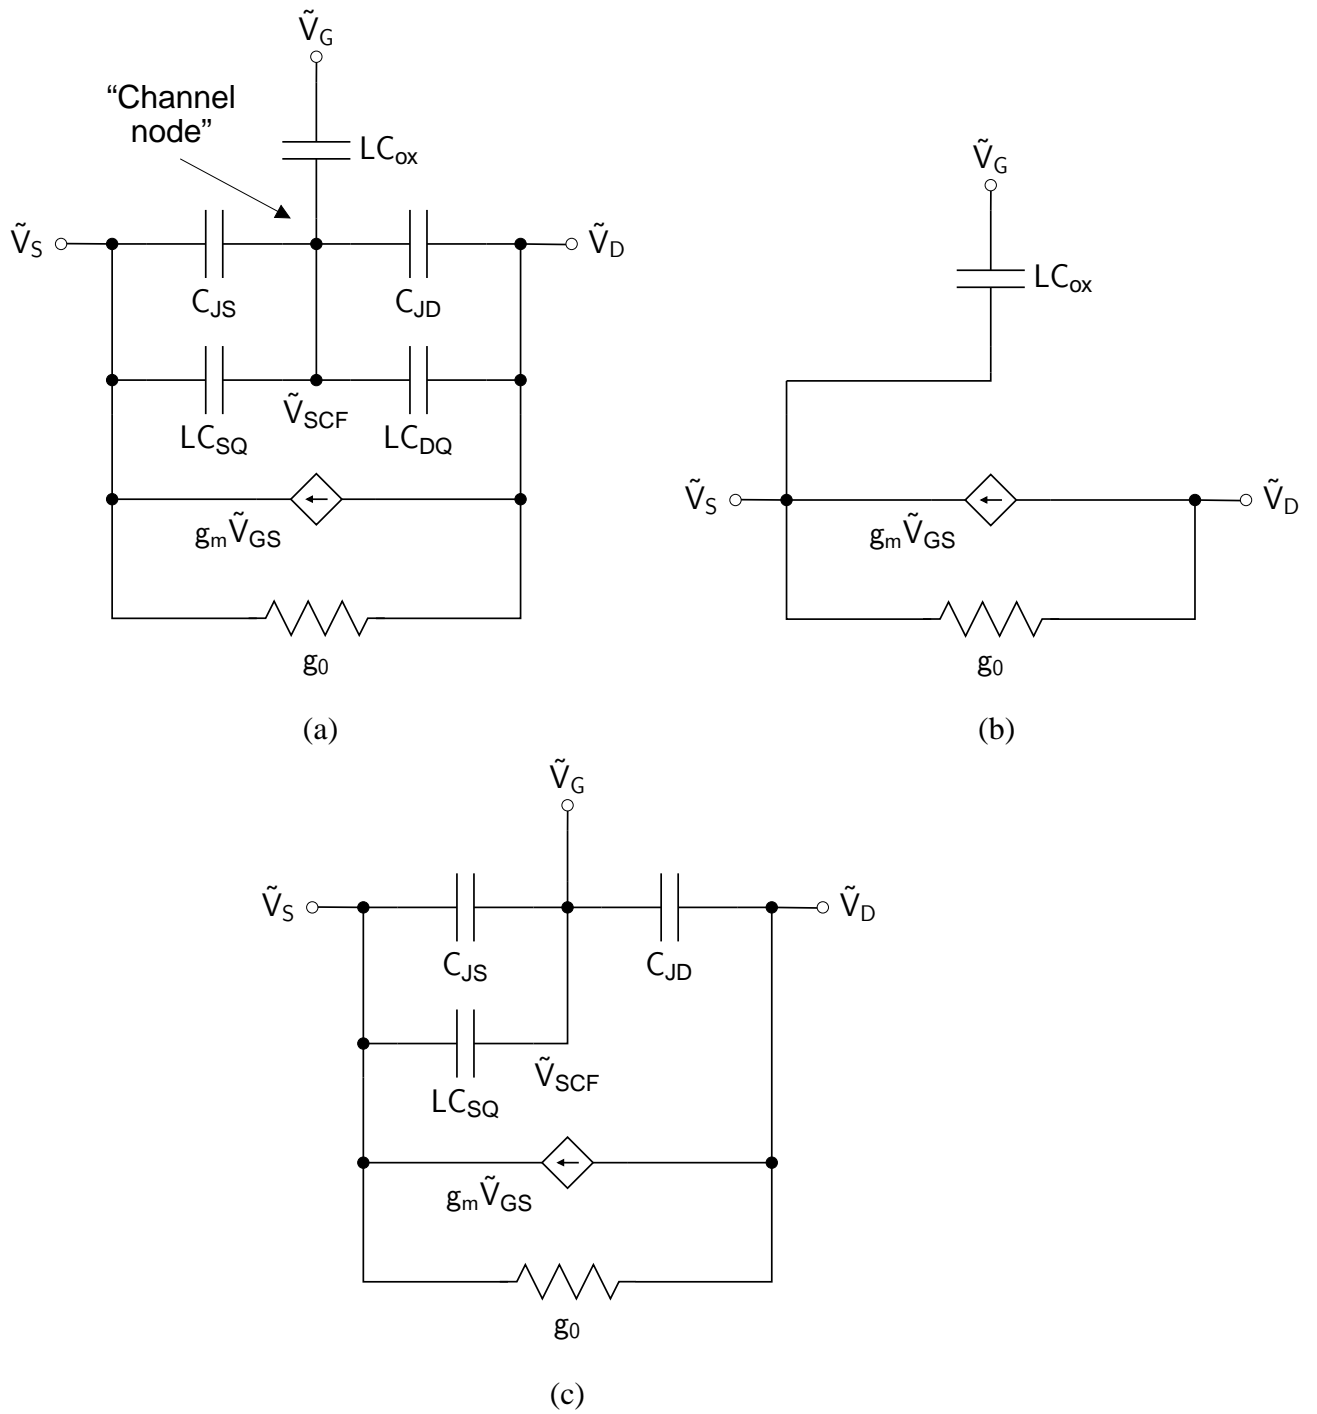 Ṽ_G
“Channel
node”
LC_ox
Ṽ_S
Ṽ_D
C_JS
C_JD
Ṽ_SCF
LC_SQ
LC_DQ
g_mṼ_GS
g_0
(a)
Ṽ_G
LC_ox
Ṽ_S
Ṽ_D
g_mṼ_GS
g_0
(b)
Ṽ_G
Ṽ_S
Ṽ_D
C_JS
C_JD
Ṽ_SCF
LC_SQ
g_mṼ_GS
g_0
(c)